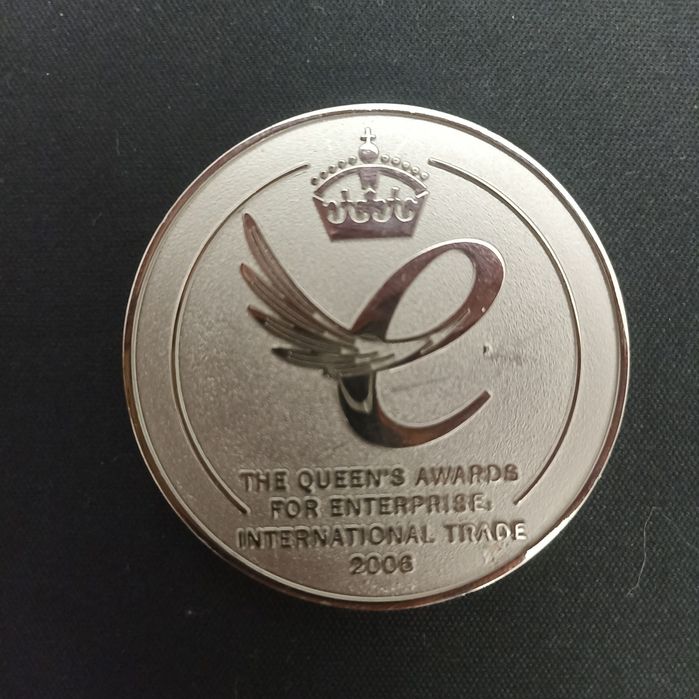 THE QUEEN'S AWARDS
FOR ENTERPRISE:
INTERNATIONAL TRADE
2006